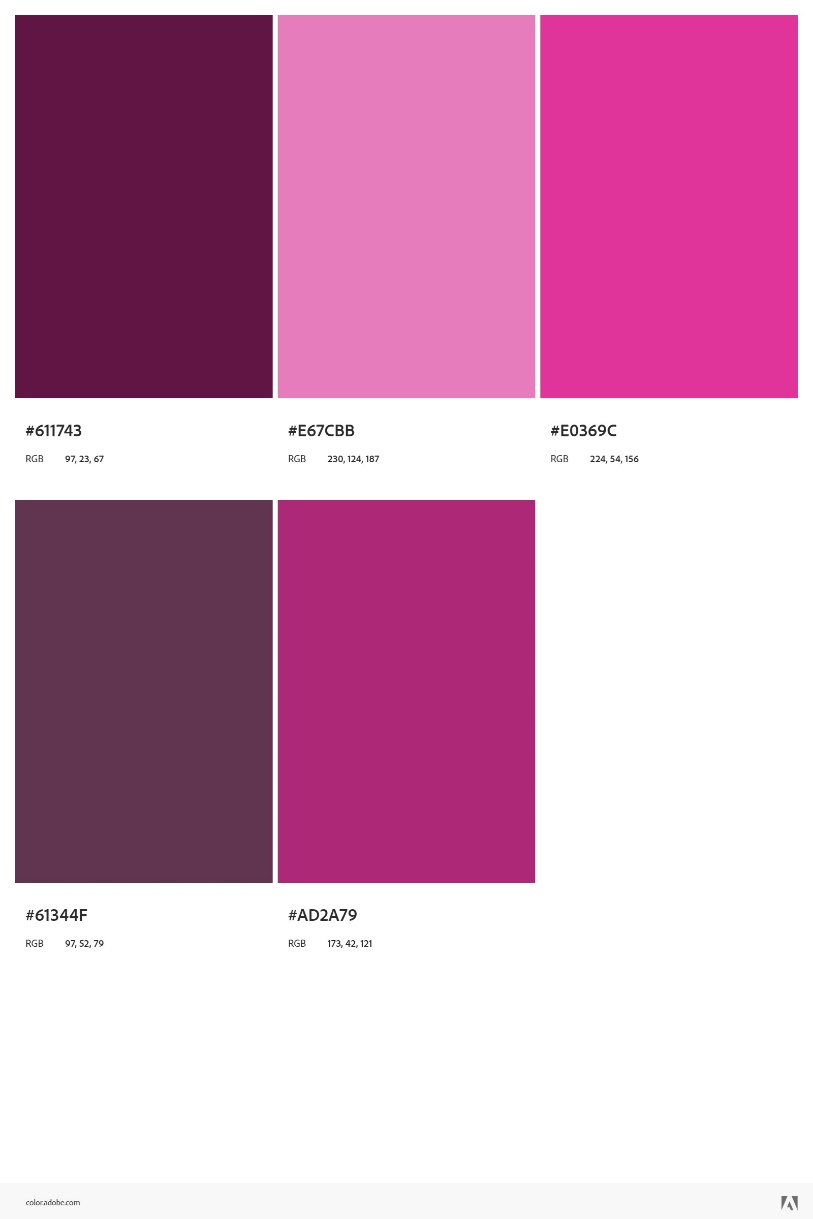 #611743 #E67CBB #E0369C
RGB 97, 23, 67 RGB 230, 124, 187 RGB 224, 54, 156
#61344F #AD2A79
RGB 97, 52, 79 RGB 173, 42, 121
color.adobe.com